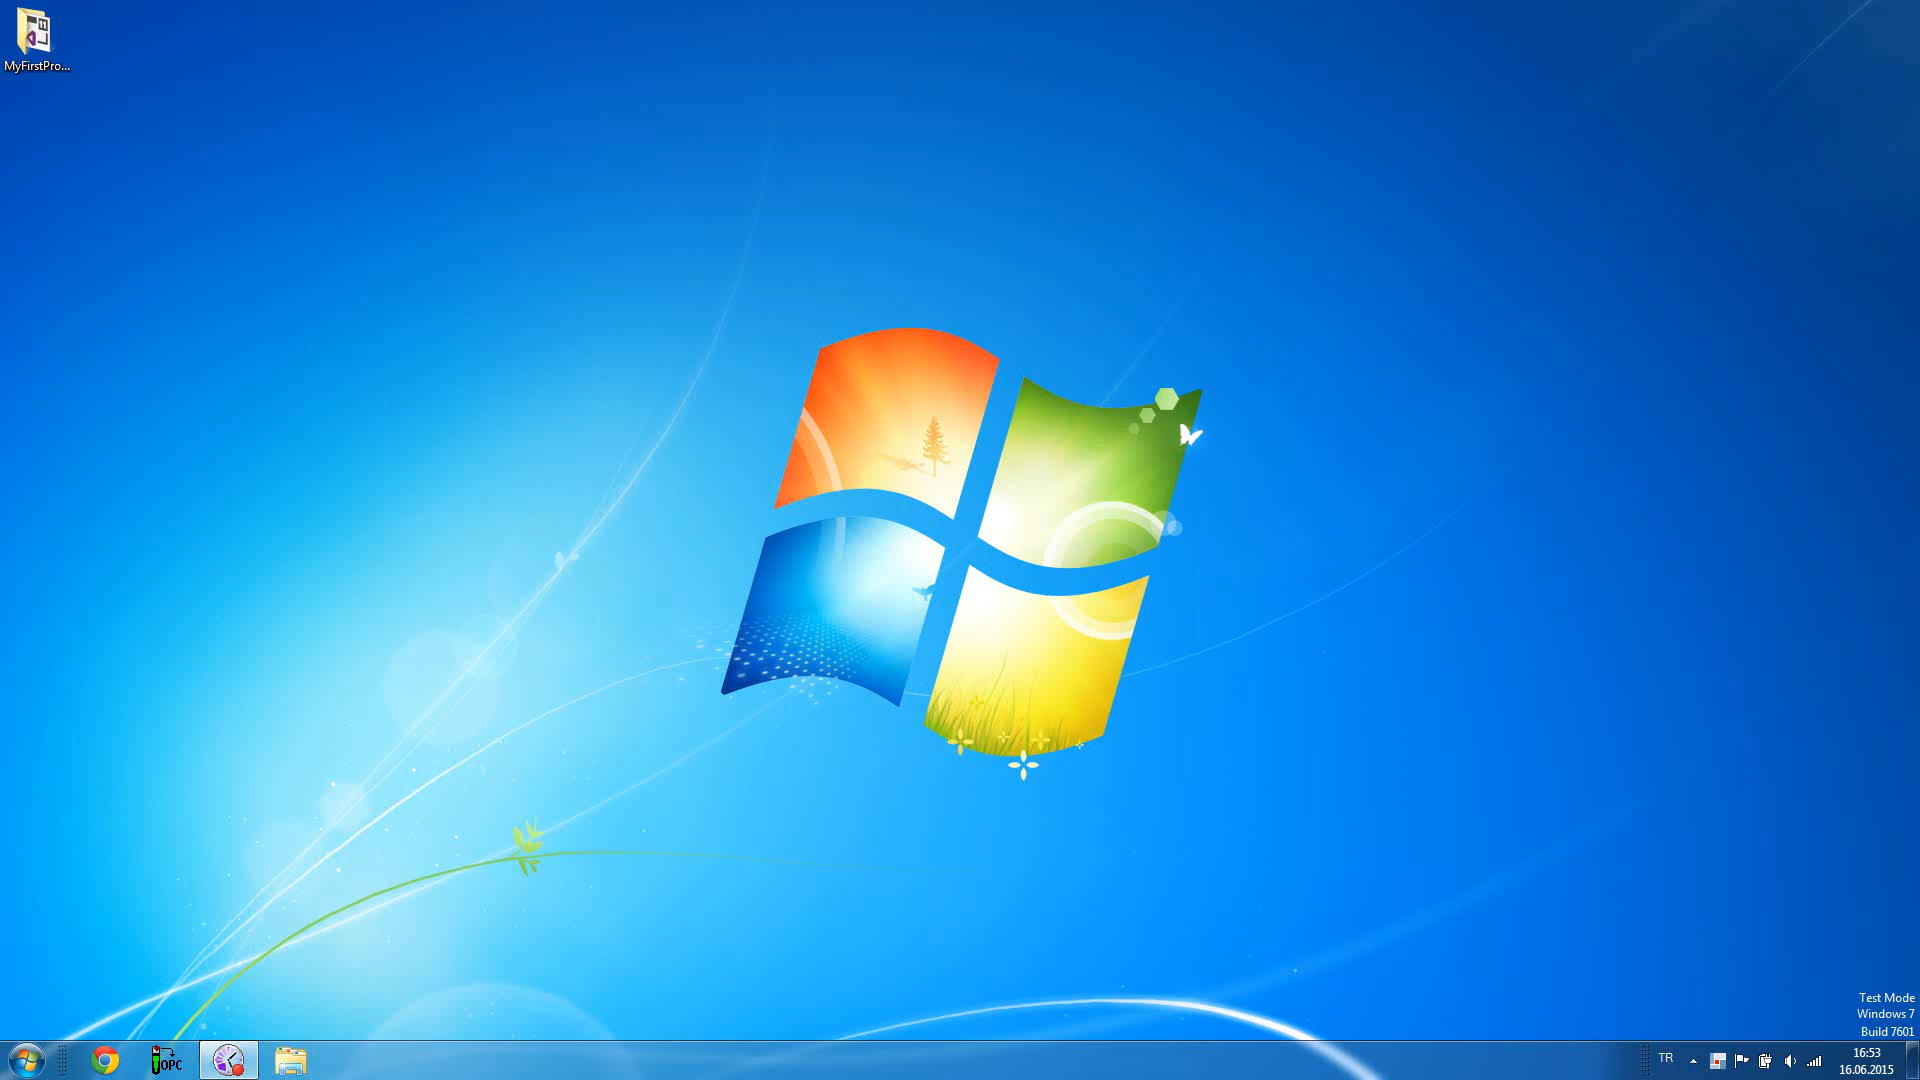 MyFirstPro...
Test Mode
Windows 7
Build 7601
OPC
TR
16:53
16.06.2015